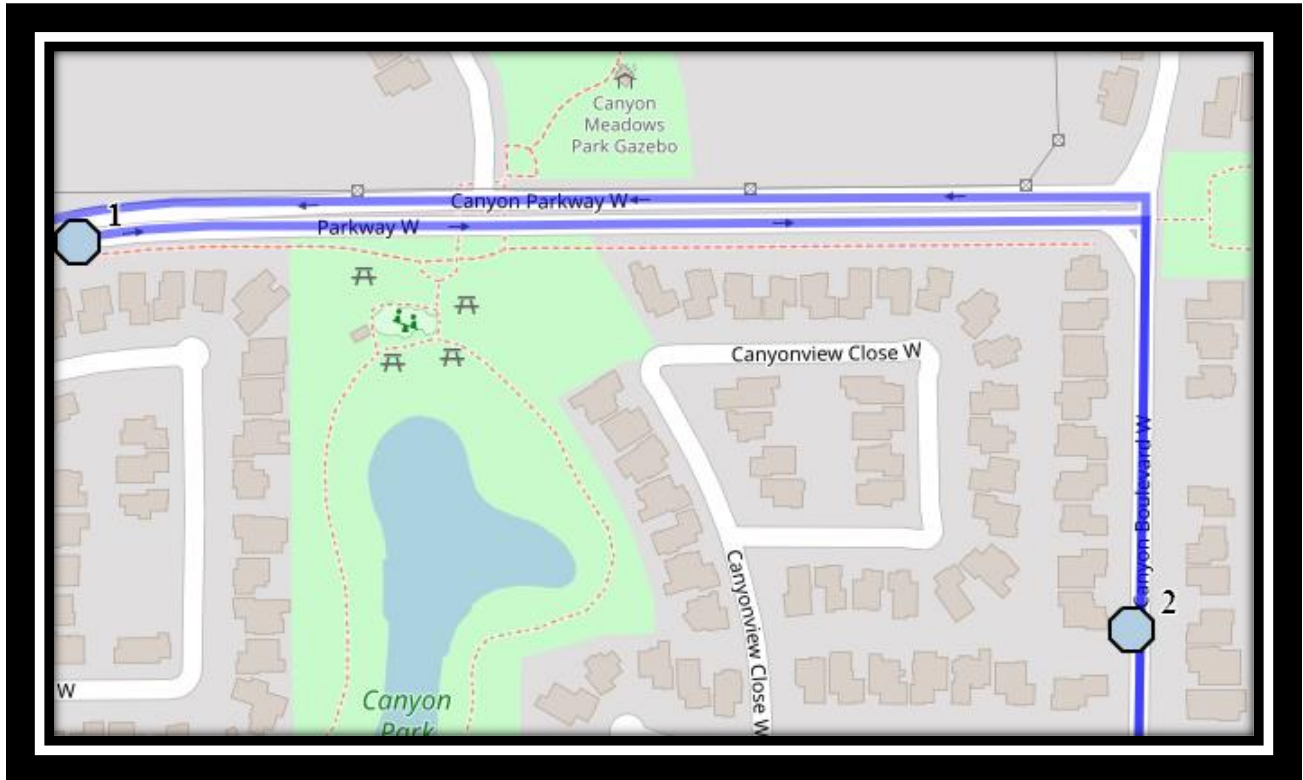 Canyon
Meadows
Park Gazebo
1
Canyon Parkway W
Parkway W
Canyonview Close W
Canyon Boulevard W
2
Canyonview Close W
W
Canyon
Park